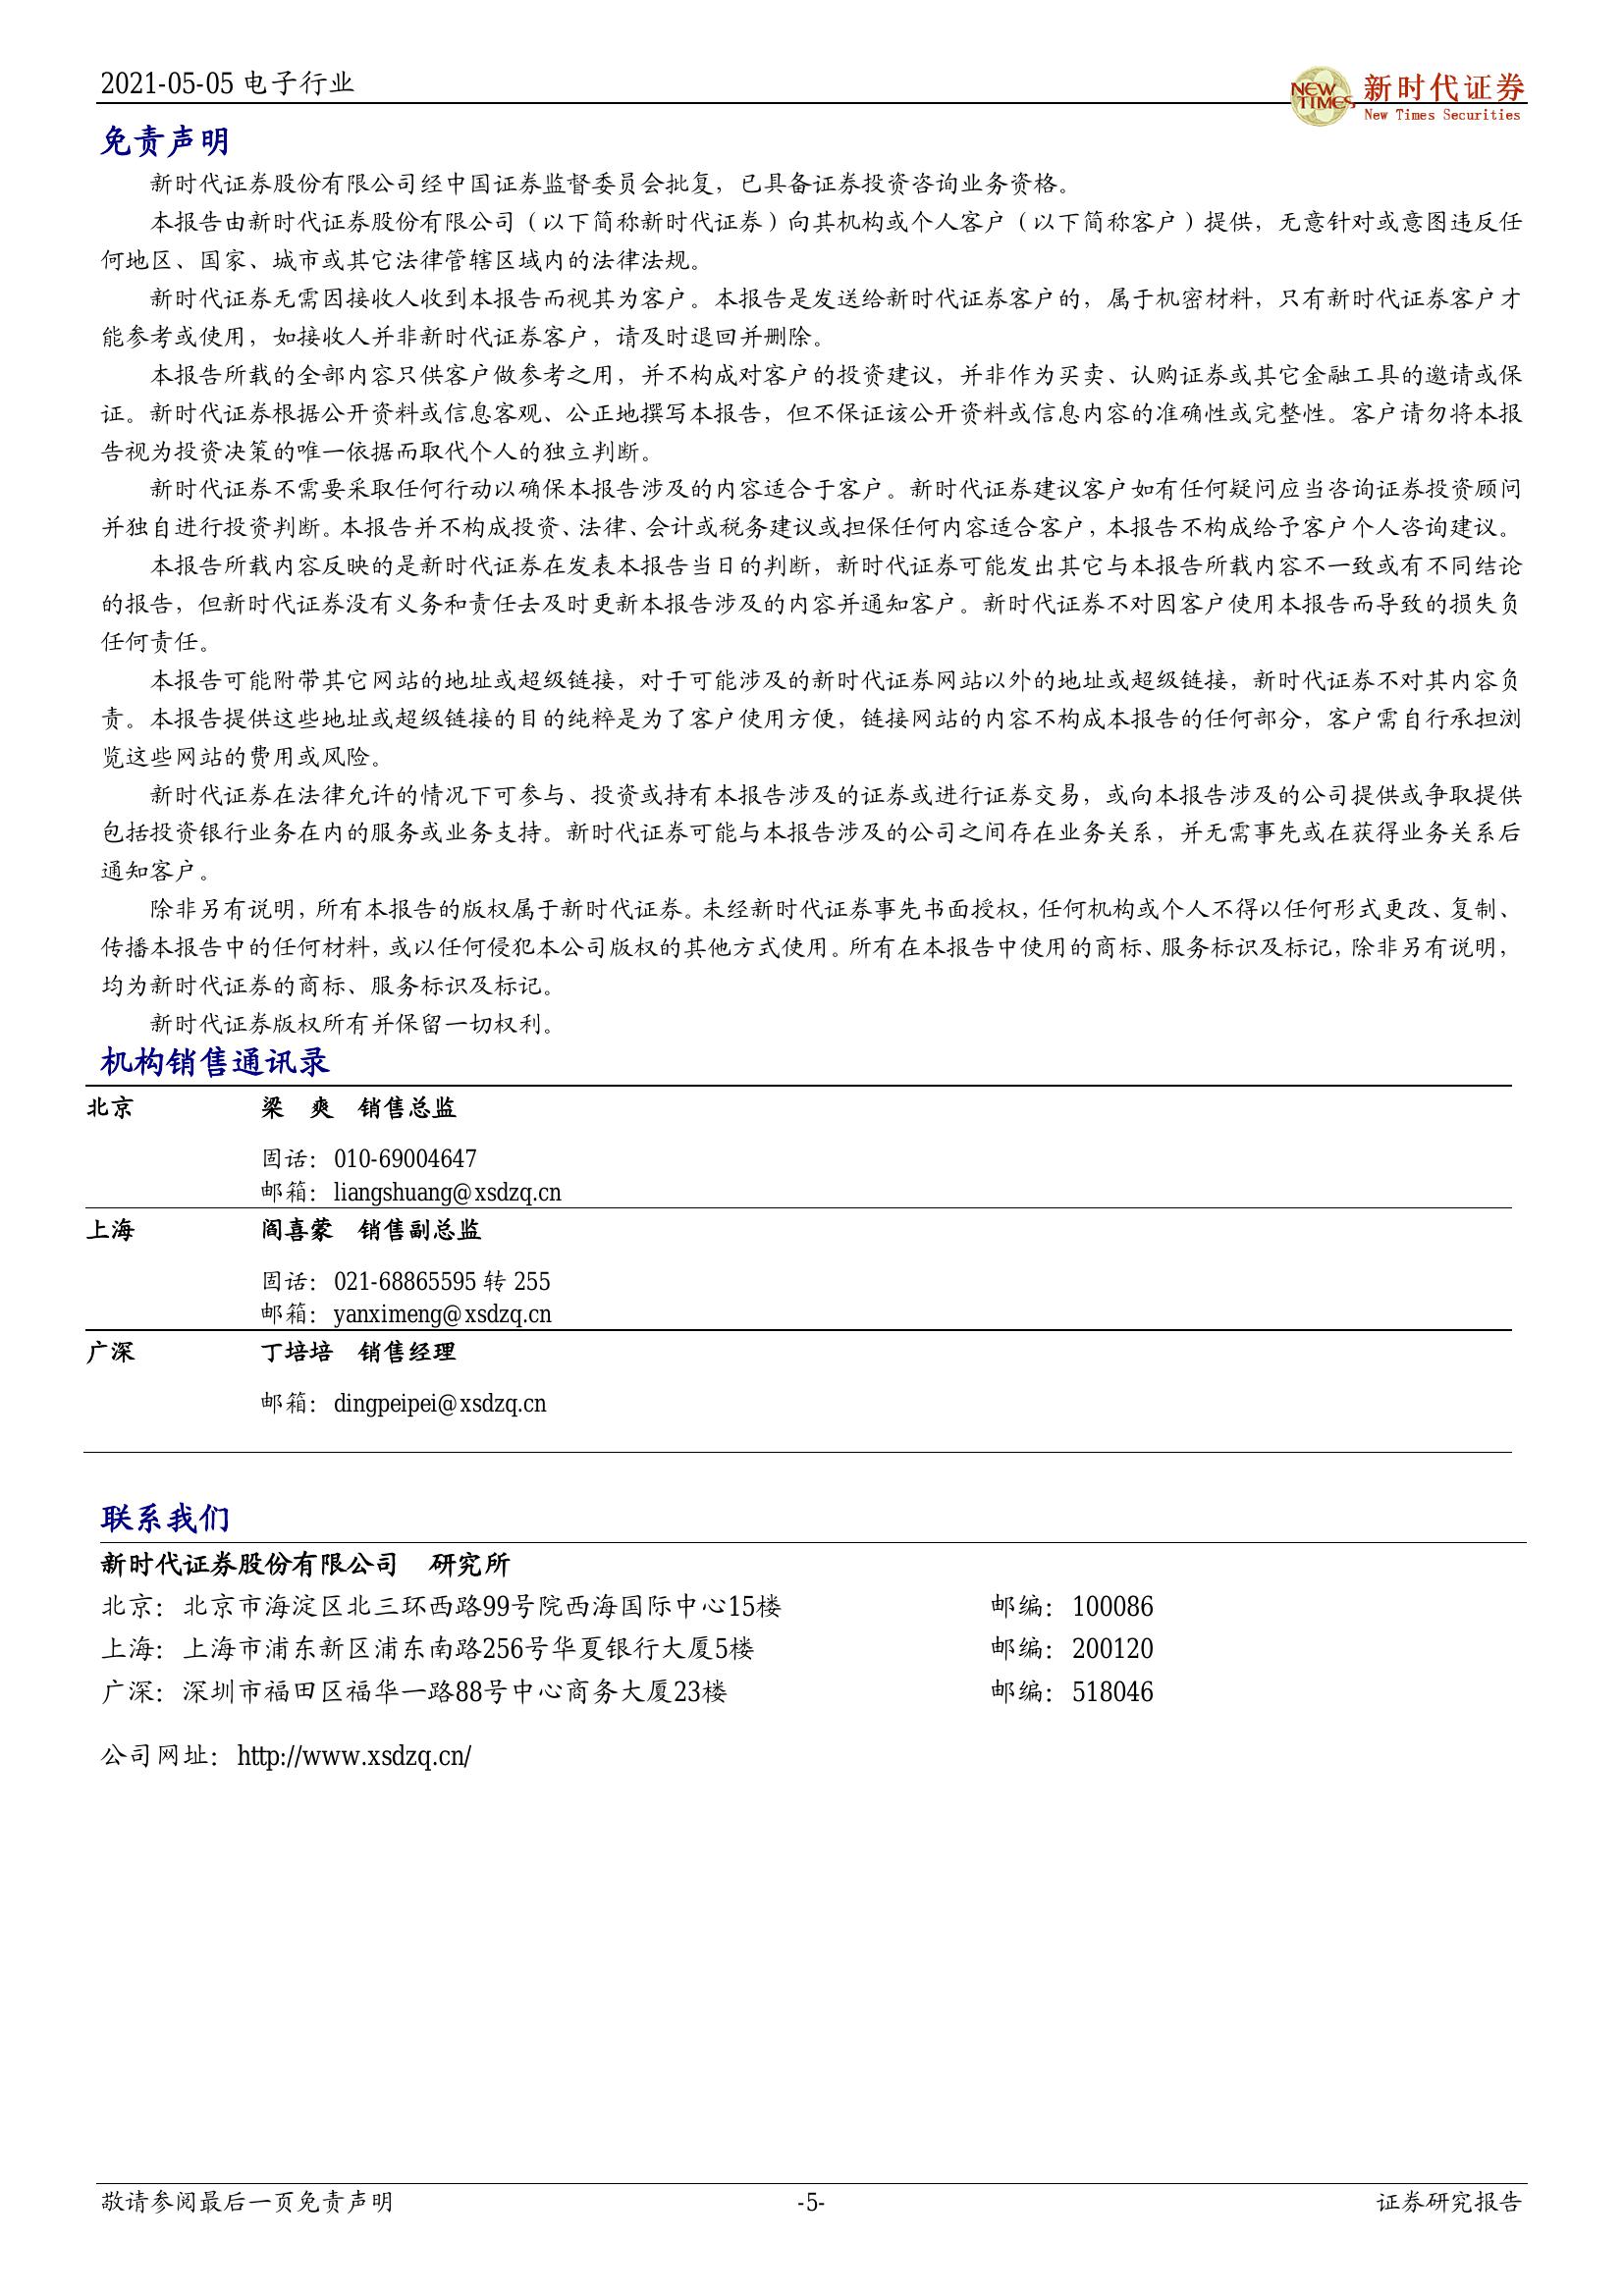 2021-05-05 电子行业
NEW TIMES 新时代证券
New Times Securities
免责声明
新时代证券股份有限公司经中国证券监督委员会批复，已具备证券投资咨询业务资格。
本报告由新时代证券股份有限公司（以下简称新时代证券）向其机构或个人客户（以下简称客户）提供，无意针对或意图违反任
何地区、国家、城市或其它法律管辖区域内的法律法规。
新时代证券无需因接收人收到本报告而视其为客户。本报告是发送给新时代证券客户的，属于机密材料，只有新时代证券客户才
能参考或使用，如接收人并非新时代证券客户，请及时退回并删除。
本报告所载的全部内容只供客户做参考之用，并不构成对客户的投资建议，并非作为买卖、认购证券或其它金融工具的邀请或保
证。新时代证券根据公开资料或信息客观、公正地撰写本报告，但不保证该公开资料或信息内容的准确性或完整性。客户请勿将本报
告视为投资决策的唯一依据而取代个人的独立判断。
新时代证券不需要采取任何行动以确保本报告涉及的内容适合于客户。新时代证券建议客户如有任何疑问应当咨询证券投资顾问
并独自进行投资判断。本报告并不构成投资、法律、会计或税务建议或担保任何内容适合客户，本报告不构成给予客户个人咨询建议。
本报告所载内容反映的是新时代证券在发表本报告当日的判断，新时代证券可能发出其它与本报告所载内容不一致或有不同结论
的报告，但新时代证券没有义务和责任去及时更新本报告涉及的内容并通知客户。新时代证券不对因客户使用本报告而导致的损失负
任何责任。
本报告可能附带其它网站的地址或超级链接，对于可能涉及的新时代证券网站以外的地址或超级链接，新时代证券不对其内容负
责。本报告提供这些地址或超级链接的目的纯粹是为了客户使用方便，链接网站的内容不构成本报告的任何部分，客户需自行承担浏
览这些网站的费用或风险。
新时代证券在法律允许的情况下可参与、投资或持有本报告涉及的证券或进行证券交易，或向本报告涉及的公司提供或争取提供
包括投资银行业务在内的服务或业务支持。新时代证券可能与本报告涉及的公司之间存在业务关系，并无需事先或在获得业务关系后
通知客户。
除非另有说明，所有本报告的版权属于新时代证券。未经新时代证券事先书面授权，任何机构或个人不得以任何形式更改、复制、
传播本报告中的任何材料，或以任何侵犯本公司版权的其他方式使用。所有在本报告中使用的商标、服务标识及标记，除非另有说明，
均为新时代证券的商标、服务标识及标记。
新时代证券版权所有并保留一切权利。
机构销售通讯录
北京 梁 爽 销售总监
固话：010-69004647
邮箱：liangshuang@xsdzq.cn
上海 阎喜蒙 销售副总监
固话：021-68865595 转 255
邮箱：yanximeng@xsdzq.cn
广深 丁培培 销售经理
邮箱：dingpeipei@xsdzq.cn
联系我们
新时代证券股份有限公司 研究所
北京：北京市海淀区北三环西路99号院西海国际中心15楼 邮编：100086
上海：上海市浦东新区浦东南路256号华夏银行大厦5楼 邮编：200120
广深：深圳市福田区福华一路88号中心商务大厦23楼 邮编：518046
公司网址：http://www.xsdzq.cn/
敬请参阅最后一页免责声明 -5- 证券研究报告